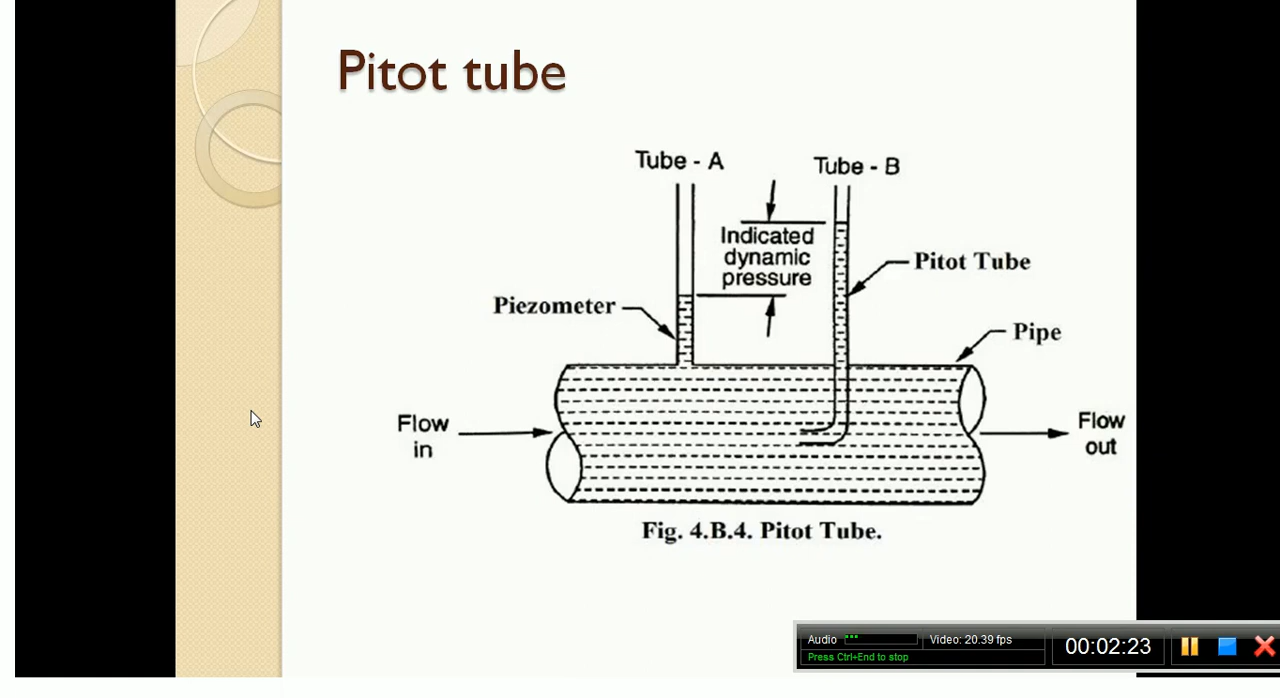 Pitot tube
Tube - A
Tube - B
Indicated
dynamic
pressure
Pitot Tube
Piezometer
Pipe
Flow
in
Flow
out
Fig. 4.B.4. Pitot Tube.
Audio
Video: 20.39 fps
Press Ctrl+End to stop
00:02:23